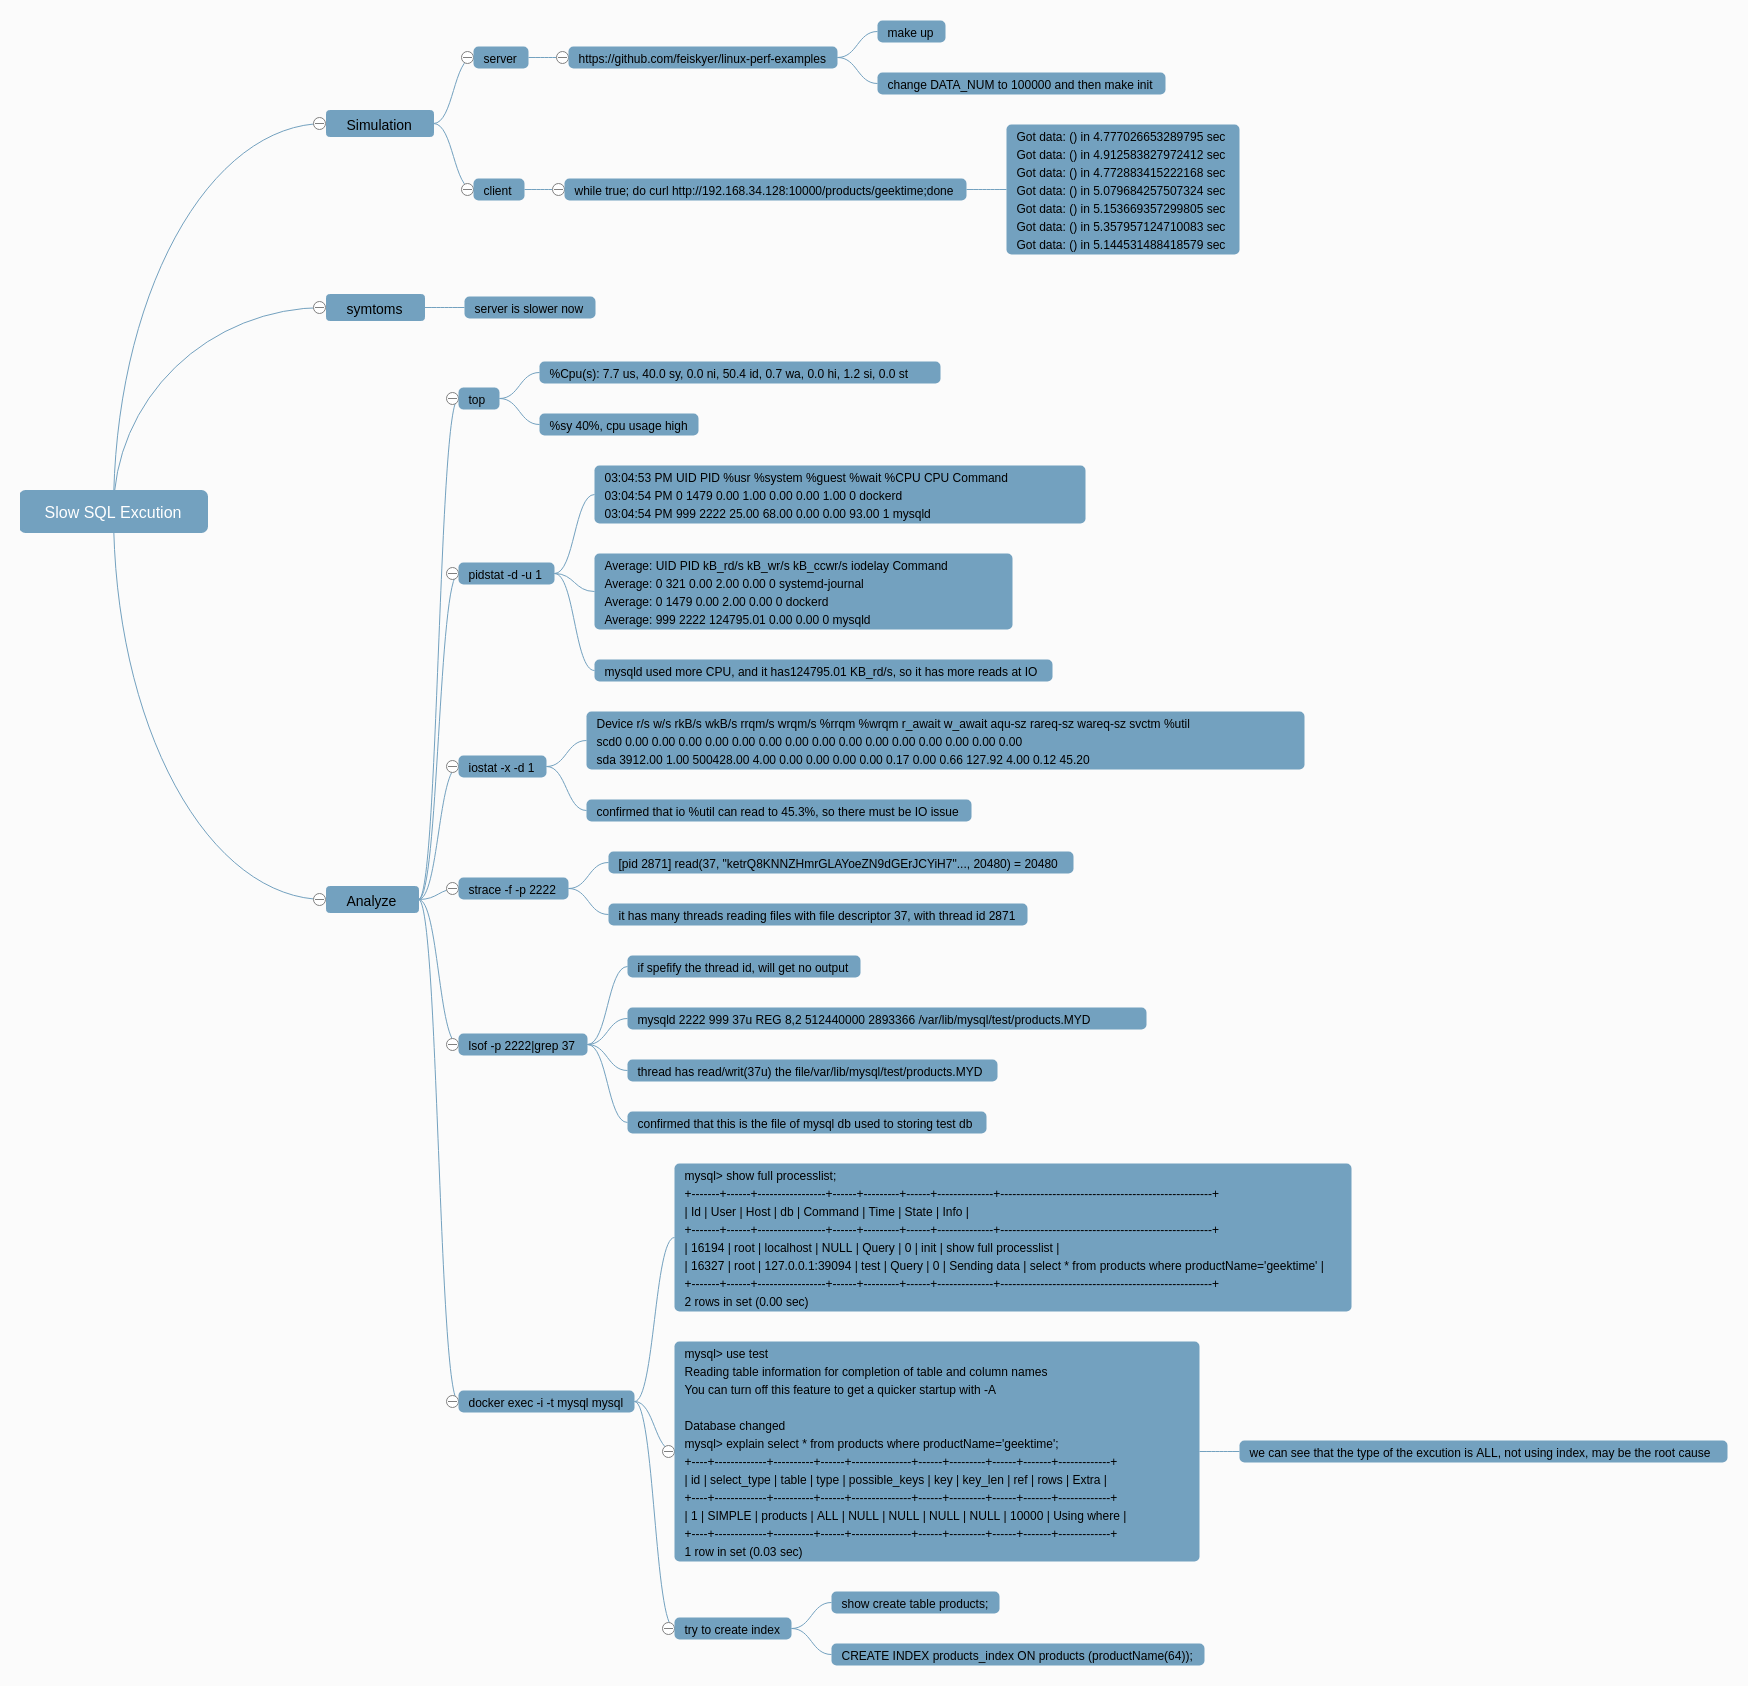 Slow SQL Excution
Simulation
server
https://github.com/feiskyer/linux-perf-examples
make up
change DATA_NUM to 100000 and then make init
client
while true; do curl http://192.168.34.128:10000/products/geektime;done
Got data: () in 4.777026653289795 sec
Got data: () in 4.912583827972412 sec
Got data: () in 4.772883415222168 sec
Got data: () in 5.079684257507324 sec
Got data: () in 5.153669357299805 sec
Got data: () in 5.357957124710083 sec
Got data: () in 5.144531488418579 sec
symtoms
server is slower now
Analyze
top
%Cpu(s): 7.7 us, 40.0 sy, 0.0 ni, 50.4 id, 0.7 wa, 0.0 hi, 1.2 si, 0.0 st
%sy 40%, cpu usage high
pidstat -d -u 1
03:04:53 PM UID PID %usr %system %guest %wait %CPU CPU Command
03:04:54 PM 0 1479 0.00 1.00 0.00 0.00 1.00 0 dockerd
03:04:54 PM 999 2222 25.00 68.00 0.00 0.00 93.00 1 mysqld
Average: UID PID kB_rd/s kB_wr/s kB_ccwr/s iodelay Command
Average: 0 321 0.00 2.00 0.00 0 systemd-journal
Average: 0 1479 0.00 2.00 0.00 0 dockerd
Average: 999 2222 124795.01 0.00 0.00 0 mysqld
mysqld used more CPU, and it has124795.01 KB_rd/s, so it has more reads at IO
iostat -x -d 1
Device r/s w/s rkB/s wkB/s rrqm/s wrqm/s %rrqm %wrqm r_await w_await aqu-sz rareq-sz wareq-sz svctm %util
scd0 0.00 0.00 0.00 0.00 0.00 0.00 0.00 0.00 0.00 0.00 0.00 0.00 0.00 0.00 0.00
sda 3912.00 1.00 500428.00 4.00 0.00 0.00 0.00 0.00 0.17 0.00 0.66 127.92 4.00 0.12 45.20
confirmed that io %util can read to 45.3%, so there must be IO issue
strace -f -p 2222
[pid 2871] read(37, "ketrQ8KNNZHmrGLAYoeZN9dGErJCYiH7"..., 20480) = 20480
it has many threads reading files with file descriptor 37, with thread id 2871
lsof -p 2222|grep 37
if spefify the thread id, will get no output
mysqld 2222 999 37u REG 8,2 512440000 2893366 /var/lib/mysql/test/products.MYD
thread has read/writ(37u) the file/var/lib/mysql/test/products.MYD
confirmed that this is the file of mysql db used to storing test db
docker exec -i -t mysql mysql
mysql> show full processlist;
+-------+------+-----------------+------+---------+------+--------------+-----------------------------------------------------+
| Id | User | Host | db | Command | Time | State | Info |
+-------+------+-----------------+------+---------+------+--------------+-----------------------------------------------------+
| 16194 | root | localhost | NULL | Query | 0 | init | show full processlist |
| 16327 | root | 127.0.0.1:39094 | test | Query | 0 | Sending data | select * from products where productName='geektime' |
+-------+------+-----------------+------+---------+------+--------------+-----------------------------------------------------+
2 rows in set (0.00 sec)
mysql> use test
Reading table information for completion of table and column names
You can turn off this feature to get a quicker startup with -A
Database changed
mysql> explain select * from products where productName='geektime';
+----+-------------+----------+------+---------------+------+---------+------+-------+-------------+
| id | select_type | table | type | possible_keys | key | key_len | ref | rows | Extra |
+----+-------------+----------+------+---------------+------+---------+------+-------+-------------+
| 1 | SIMPLE | products | ALL | NULL | NULL | NULL | NULL | 10000 | Using where |
+----+-------------+----------+------+---------------+------+---------+------+-------+-------------+
1 row in set (0.03 sec)
we can see that the type of the excution is ALL, not using index, may be the root cause
try to create index
show create table products;
CREATE INDEX products_index ON products (productName(64));